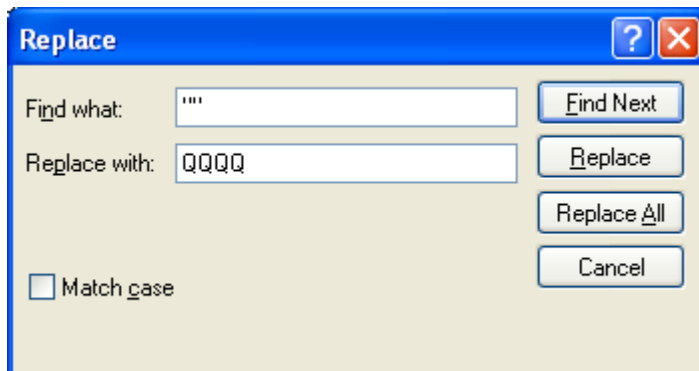 Replace
Find what: """
Find Next
Replace with: QQQQ
Replace
Replace All
Cancel
Match case